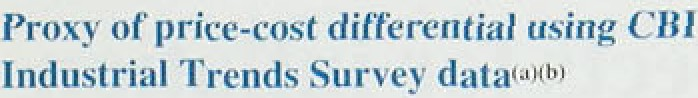 Proxy of price-cost differential using CBI
Industrial Trends Survey data(a)(b)